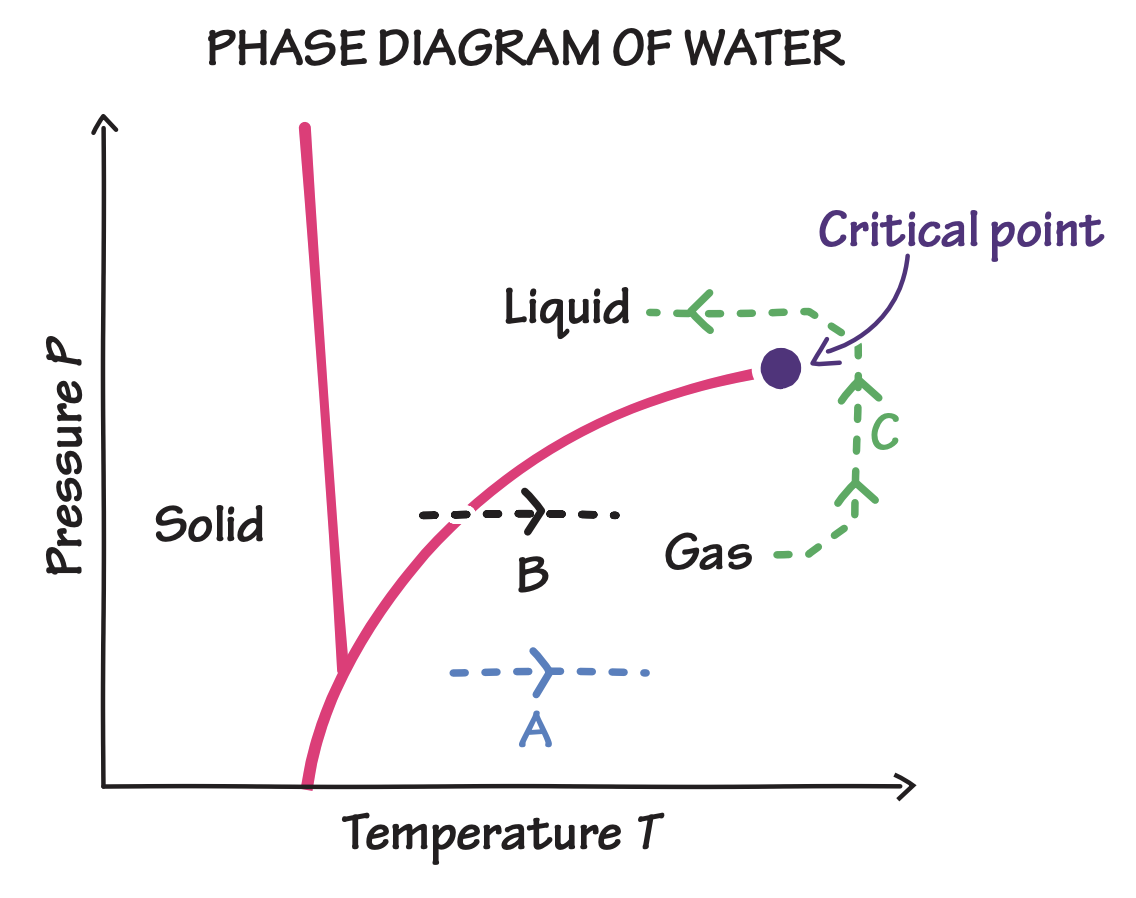 PHASE DIAGRAM OF WATER
Critical point
Liquid
C
Pressure P
Solid
Gas
B
A
Temperature T